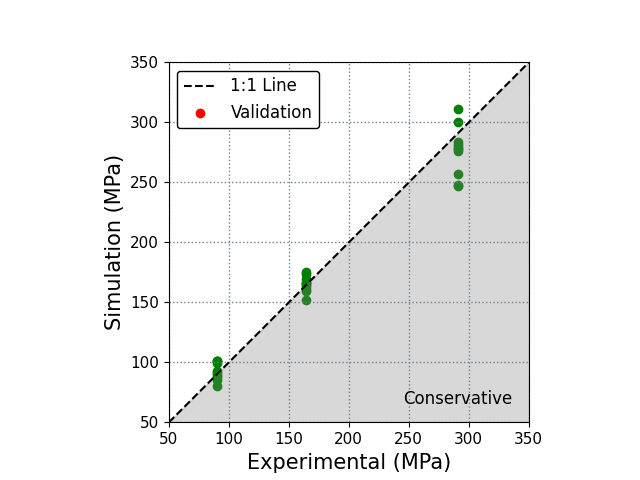 350
300
250
200
150
100
50
Simulation (MPa)
1:1 Line
Validation
Conservative
50 100 150 200 250 300 350
Experimental (MPa)